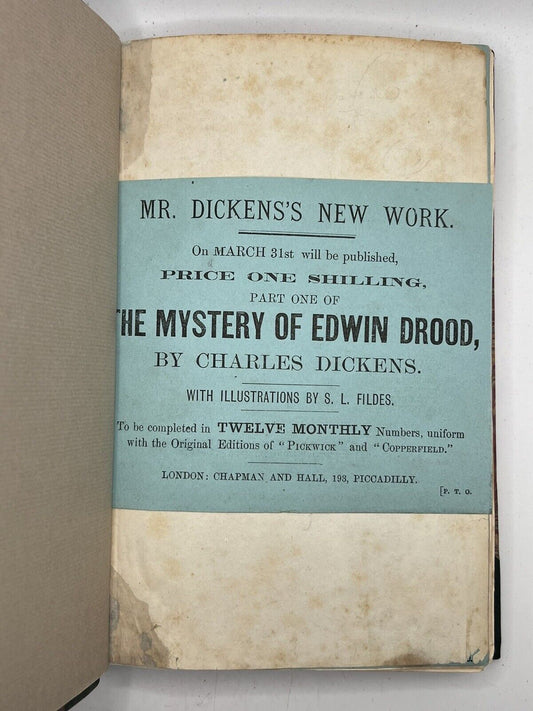 MR. DICKENS'S NEW WORK.
On MARCH 31st will be published,
PRICE ONE SHILLING,
PART ONE OF
THE MYSTERY OF EDWIN DROOD,
BY CHARLES DICKENS.
WITH ILLUSTRATIONS BY S. L. FILDES.
To be completed in TWELVE MONTHLY Numbers, uniform
with the Original Editions of "PICKWICK" and "COPPERFIELD."
LONDON: CHAPMAN AND HALL, 193, PICCADILLY.
[P. T. O.